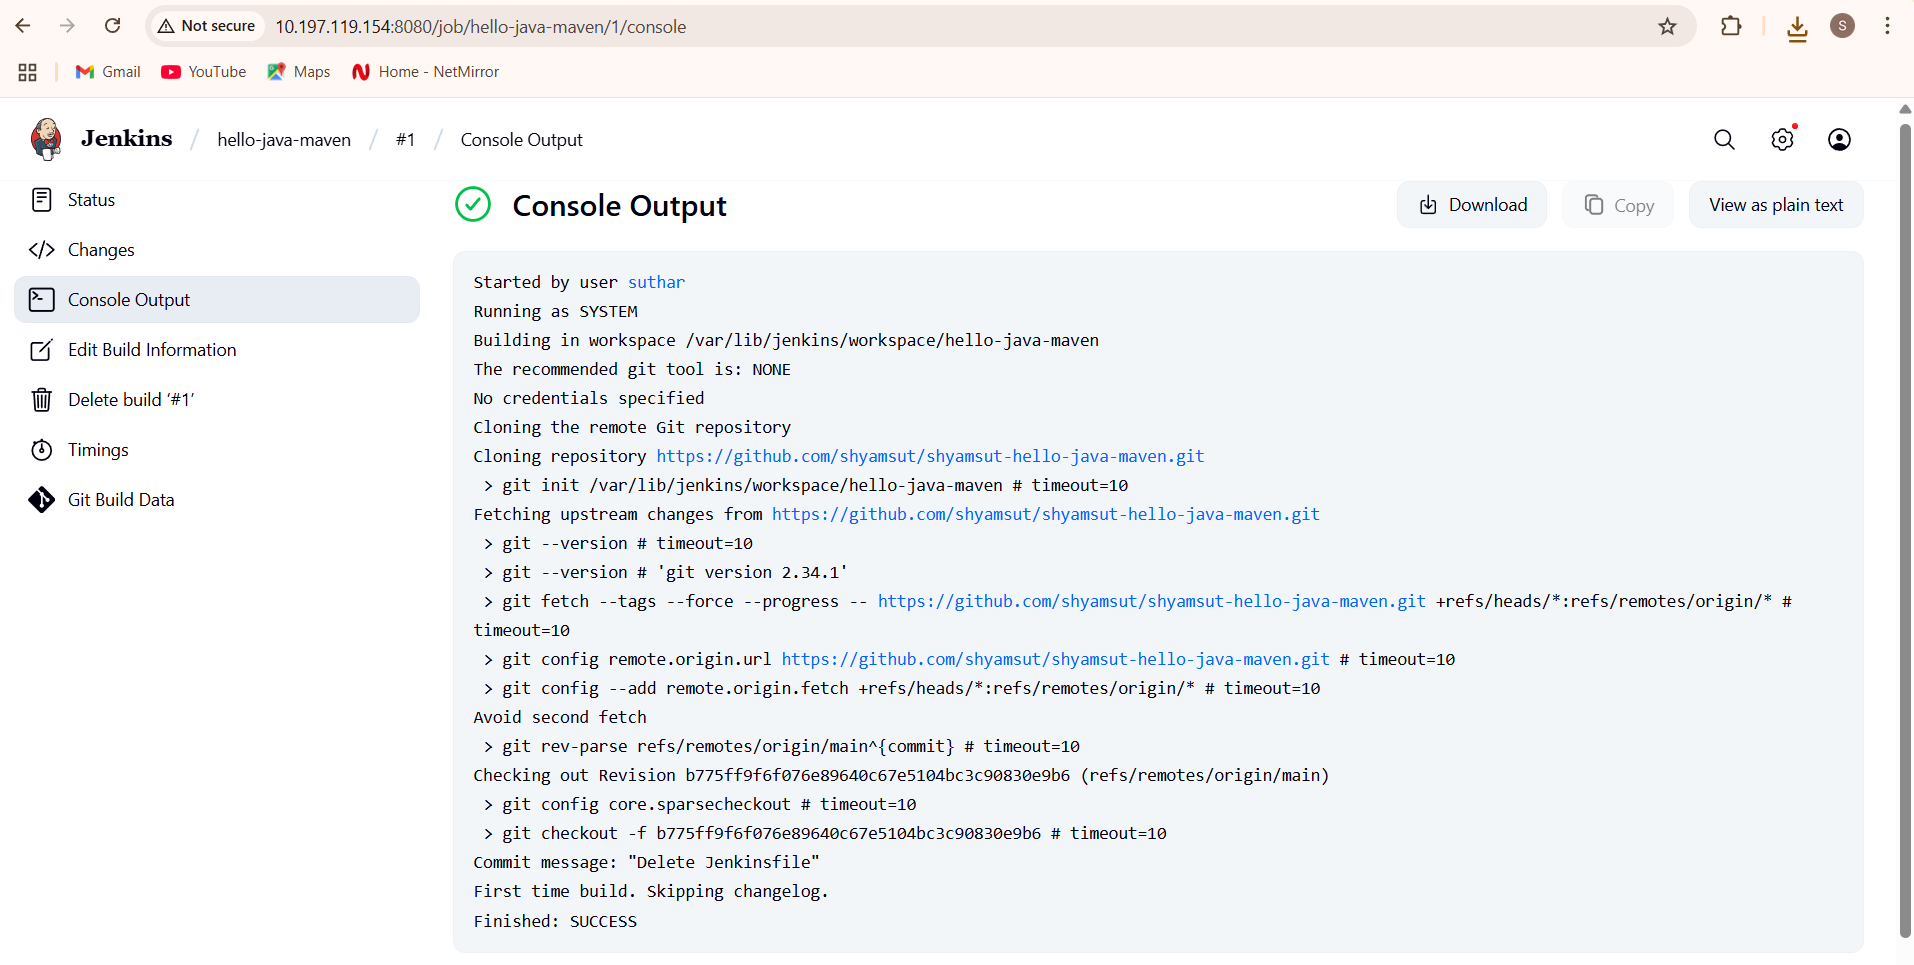 Not secure 10.197.119.154:8080/job/hello-java-maven/1/console S
Gmail YouTube Maps Home - NetMirror
Jenkins / hello-java-maven / #1 / Console Output
Status
Changes
Console Output
Edit Build Information
Delete build ‘#1’
Timings
Git Build Data
Console Output
Download Copy View as plain text
Started by user suthar
Running as SYSTEM
Building in workspace /var/lib/jenkins/workspace/hello-java-maven
The recommended git tool is: NONE
No credentials specified
Cloning the remote Git repository
Cloning repository https://github.com/shyamsut/shyamsut-hello-java-maven.git
 > git init /var/lib/jenkins/workspace/hello-java-maven # timeout=10
Fetching upstream changes from https://github.com/shyamsut/shyamsut-hello-java-maven.git
 > git --version # timeout=10
 > git --version # 'git version 2.34.1'
 > git fetch --tags --force --progress -- https://github.com/shyamsut/shyamsut-hello-java-maven.git +refs/heads/*:refs/remotes/origin/* #
timeout=10
 > git config remote.origin.url https://github.com/shyamsut/shyamsut-hello-java-maven.git # timeout=10
 > git config --add remote.origin.fetch +refs/heads/*:refs/remotes/origin/* # timeout=10
Avoid second fetch
 > git rev-parse refs/remotes/origin/main^{commit} # timeout=10
Checking out Revision b775ff9f6f076e89640c67e5104bc3c90830e9b6 (refs/remotes/origin/main)
 > git config core.sparsecheckout # timeout=10
 > git checkout -f b775ff9f6f076e89640c67e5104bc3c90830e9b6 # timeout=10
Commit message: "Delete Jenkinsfile"
First time build. Skipping changelog.
Finished: SUCCESS